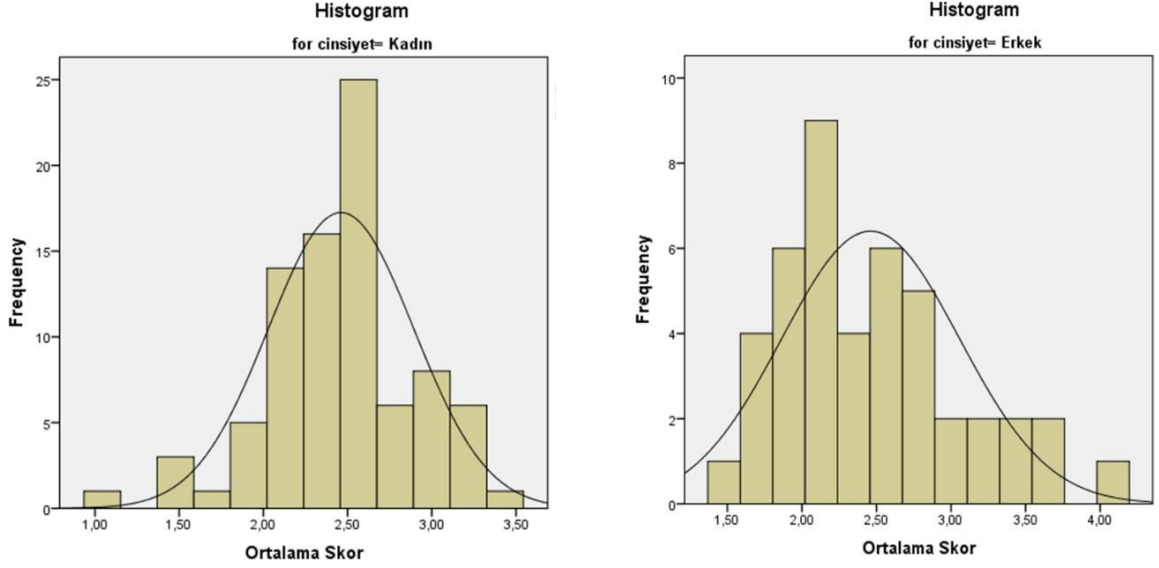 Histogram
for cinsiyet= Kadın
Frequency
25
20
15
10
5
0
1,00 1,50 2,00 2,50 3,00 3,50
Ortalama Skor
Histogram
for cinsiyet= Erkek
Frequency
10
8
6
4
2
0
1,50 2,00 2,50 3,00 3,50 4,00
Ortalama Skor